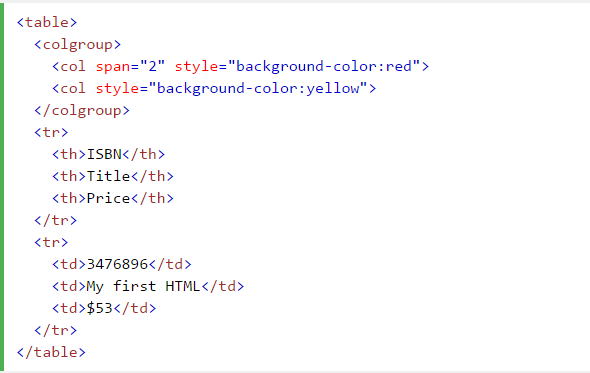 <table>
  <colgroup>
    <col span="2" style="background-color:red">
    <col style="background-color:yellow">
  </colgroup>
  <tr>
    <th>ISBN</th>
    <th>Title</th>
    <th>Price</th>
  </tr>
  <tr>
    <td>3476896</td>
    <td>My first HTML</td>
    <td>$53</td>
  </tr>
</table>